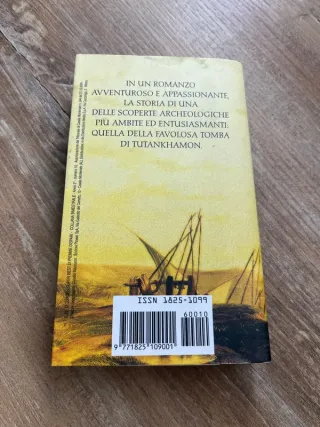 IN UN ROMANZO
AVVENTUROSO E APPASSIONANTE,
LA STORIA DI UNA
DELLE SCOPERTE ARCHEOLOGICHE
PIÙ AMBITE ED ENTUSIASMANTI:
QUELLA DELLA FAVOLOSA TOMBA
DI TUTANKHAMON.
ISSN 1825-1099
60010
9 771825 109001